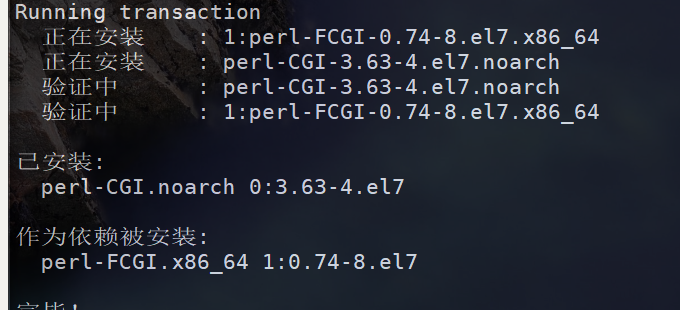 Running transaction
正在安装    : 1:perl-FCGI-0.74-8.el7.x86_64
正在安装    : perl-CGI-3.63-4.el7.noarch
验证中      : perl-CGI-3.63-4.el7.noarch
验证中      : 1:perl-FCGI-0.74-8.el7.x86_64
已安装:
perl-CGI.noarch 0:3.63-4.el7
作为依赖被安装:
perl-FCGI.x86_64 1:0.74-8.el7
完毕!